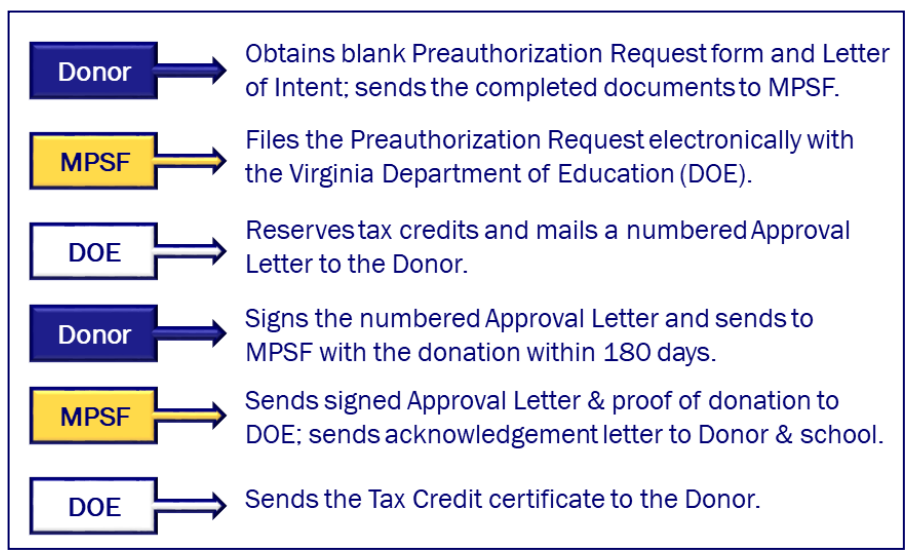 Donor
Obtains blank Preauthorization Request form and Letter
of Intent; sends the completed documents to MPSF.
MPSF
Files the Preauthorization Request electronically with
the Virginia Department of Education (DOE).
DOE
Reserves tax credits and mails a numbered Approval
Letter to the Donor.
Donor
Signs the numbered Approval Letter and sends to
MPSF with the donation within 180 days.
MPSF
Sends signed Approval Letter & proof of donation to
DOE; sends acknowledgement letter to Donor & school.
DOE
Sends the Tax Credit certificate to the Donor.